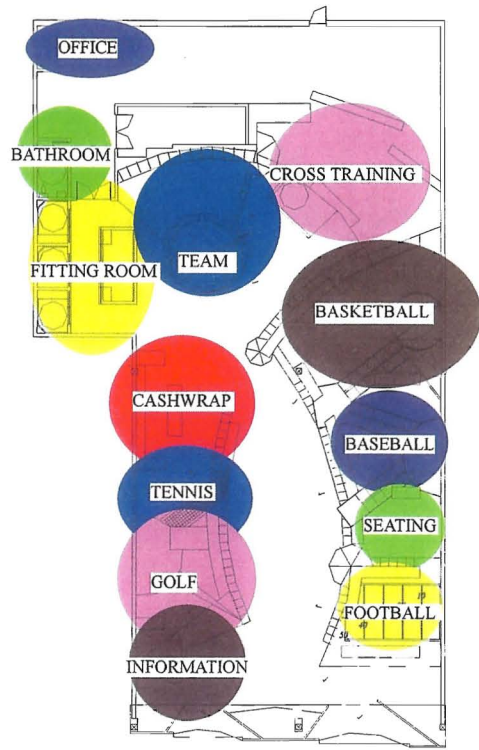 OFFICE
BATHROOM
CROSS TRAINING
TEAM
FITTING ROOM
BASKETBALL
CASHWRAP
BASEBALL
TENNIS
SEATING
GOLF
FOOTBALL
INFORMATION